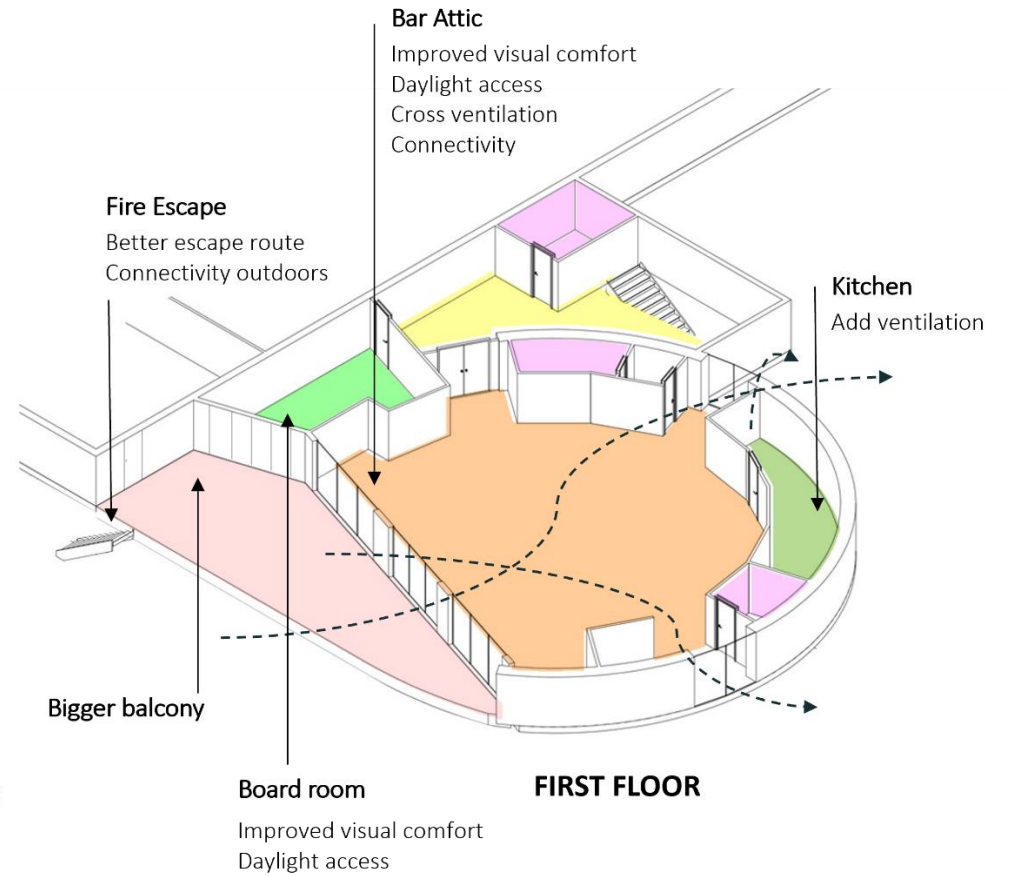 Bar Attic
Improved visual comfort
Daylight access
Cross ventilation
Connectivity
Fire Escape
Better escape route
Connectivity outdoors
Kitchen
Add ventilation
Bigger balcony
Board room
Improved visual comfort
Daylight access
FIRST FLOOR